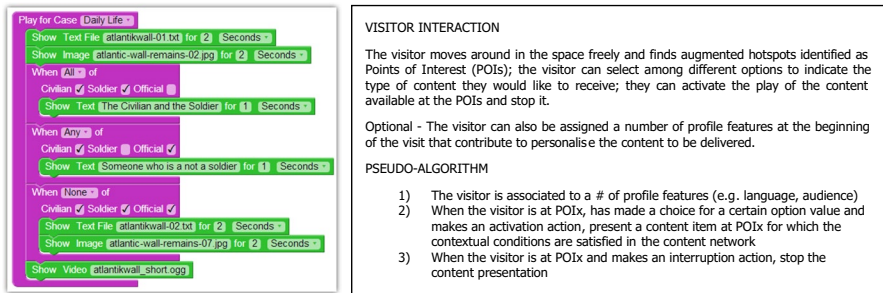 Play for Case Daily Life
Show Text File atlantikwall-01.txt for 2 Seconds
Show Image atlantic-wall-remains-02.jpg for 2 Seconds
When All of
Civilian Soldier Official
Show Text The Civilian and the Soldier for 1 Seconds
When Any of
Civilian Soldier Official
Show Text Someone who is a not a soldier for 1 Seconds
When None of
Civilian Soldier Official
Show Text File atlantikwall-02.txt for 2 Seconds
Show Image atlantic-wall-remains-07.jpg for 2 Seconds
Show Video atlantikwall_short.ogg
VISITOR INTERACTION
The visitor moves around in the space freely and finds augmented hotspots identified as
Points of Interest (POIs); the visitor can select among different options to indicate the
type of content they would like to receive; they can activate the play of the content
available at the POIs and stop it.
Optional - The visitor can also be assigned a number of profile features at the beginning
of the visit that contribute to personalise the content to be delivered.
PSEUDO-ALGORITHM
1) The visitor is associated to a # of profile features (e.g. language, audience)
2) When the visitor is at POIx, has made a choice for a certain option value and
makes an activation action, present a content item at POIx for which the
contextual conditions are satisfied in the content network
3) When the visitor is at POIx and makes an interruption action, stop the
content presentation